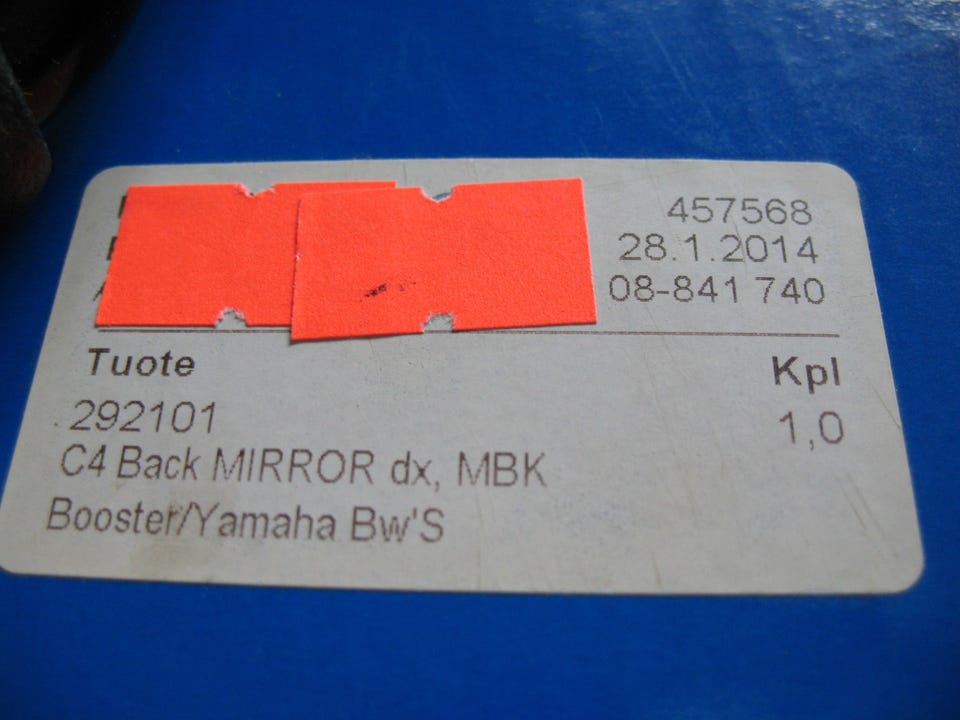 457568
28.1.2014
08-841 740
Tuote Kpl
292101 1,0
C4 Back MIRROR dx, MBK
Booster/Yamaha Bw'S